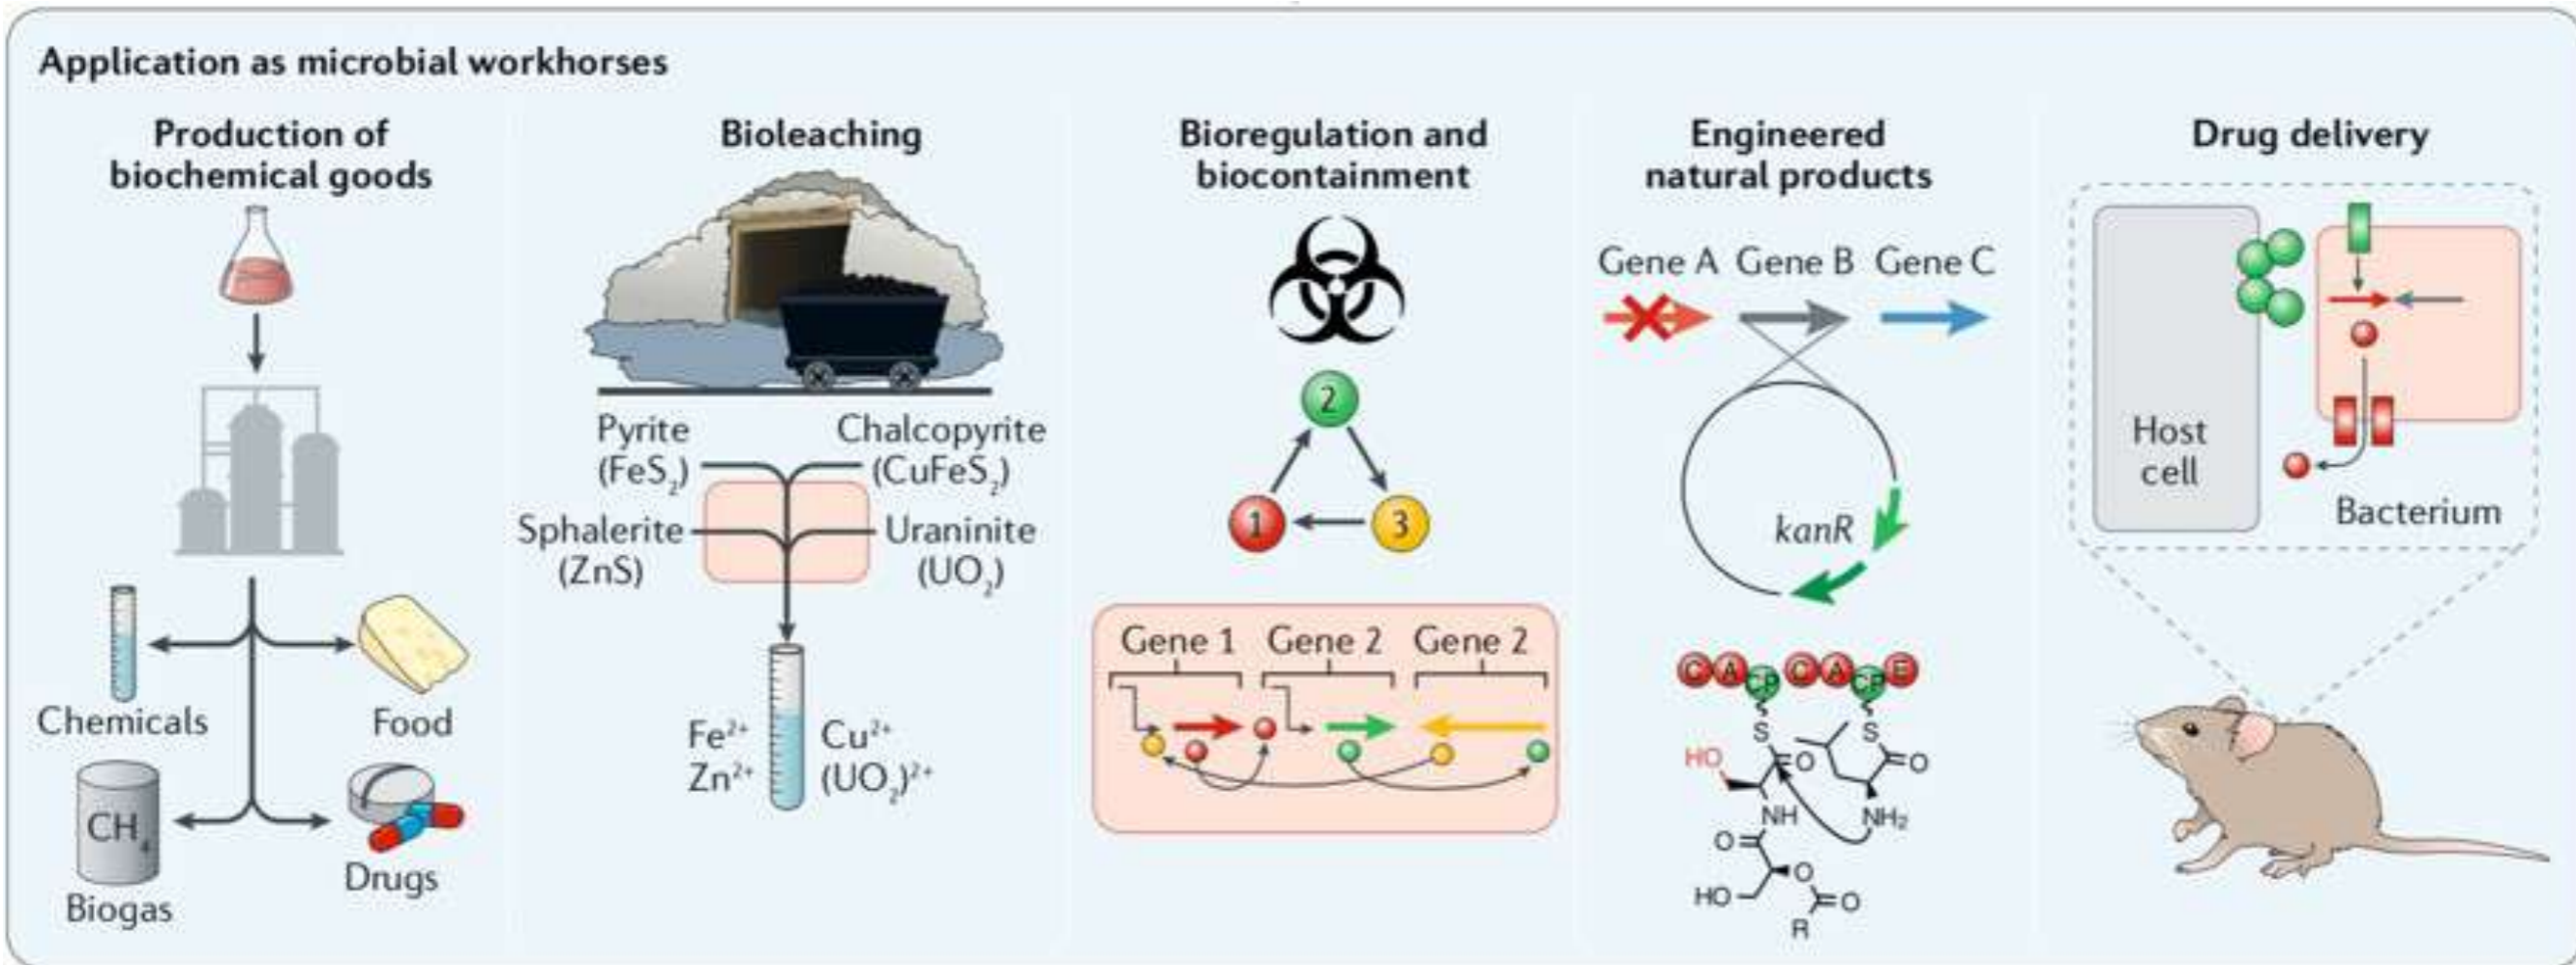 Application as microbial workhorses
Production of
biochemical goods
Chemicals
Food
CH₄
Biogas
Drugs
Bioleaching
Pyrite
(FeS₂)
Chalcopyrite
(CuFeS₂)
Sphalerite
(ZnS)
Uraninite
(UO₂)
Fe²⁺
Zn²⁺
Cu²⁺
(UO₂)²⁺
Bioregulation and
biocontainment
2
1
3
Gene 1 Gene 2 Gene 2
Engineered
natural products
Gene A Gene B Gene C
kanR
C A CP C A CP E
S
S
HO
O
O
NH
NH₂
O
O
HO
O
R
Drug delivery
Host
cell
Bacterium